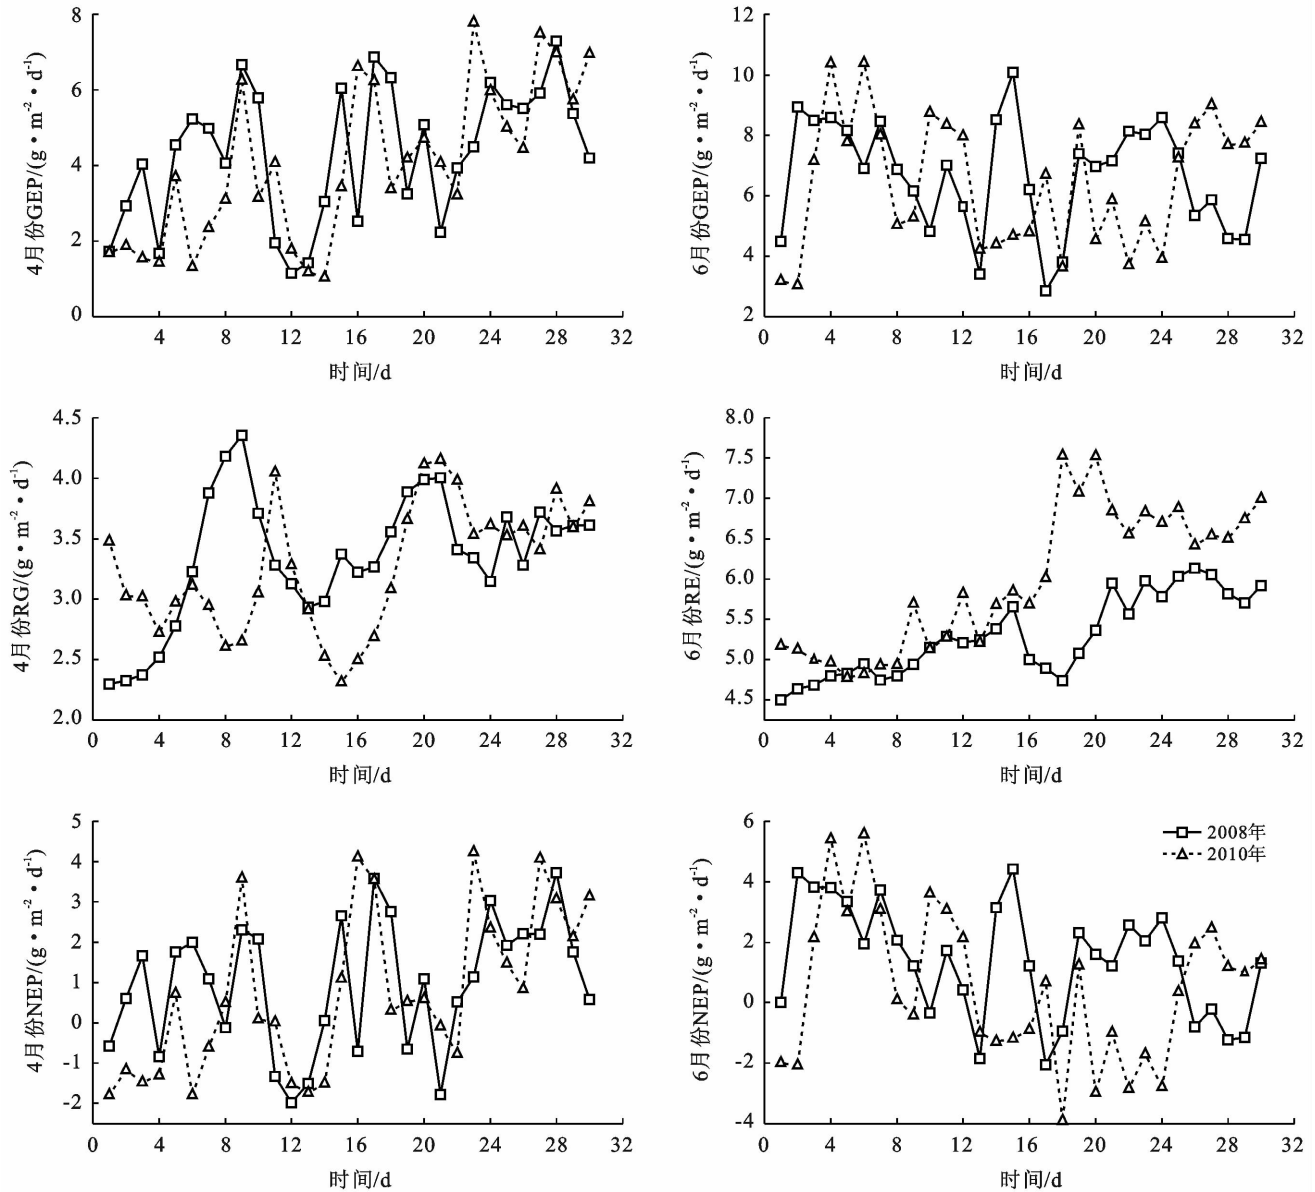 4月份GEP/(g•m⁻²•d⁻¹)
8
6
4
2
0
4 8 12 16 20 24 28 32
时间/d
6月份GEP/(g•m⁻²•d⁻¹)
12
10
8
6
4
2
0 4 8 12 16 20 24 28 32
时间/d
4月份RG/(g•m⁻²•d⁻¹)
4.5
4.0
3.5
3.0
2.5
2.0
0 4 8 12 16 20 24 28 32
时间/d
6月份RE/(g•m⁻²•d⁻¹)
8.0
7.5
7.0
6.5
6.0
5.5
5.0
4.5
0 4 8 12 16 20 24 28 32
时间/d
4月份NEP/(g•m⁻²•d⁻¹)
5
4
3
2
1
0
-1
-2
0 4 8 12 16 20 24 28 32
时间/d
6月份NEP/(g•m⁻²•d⁻¹)
6
4
2
0
-2
-4
2008年
2010年
0 4 8 12 16 20 24 28 32
时间/d